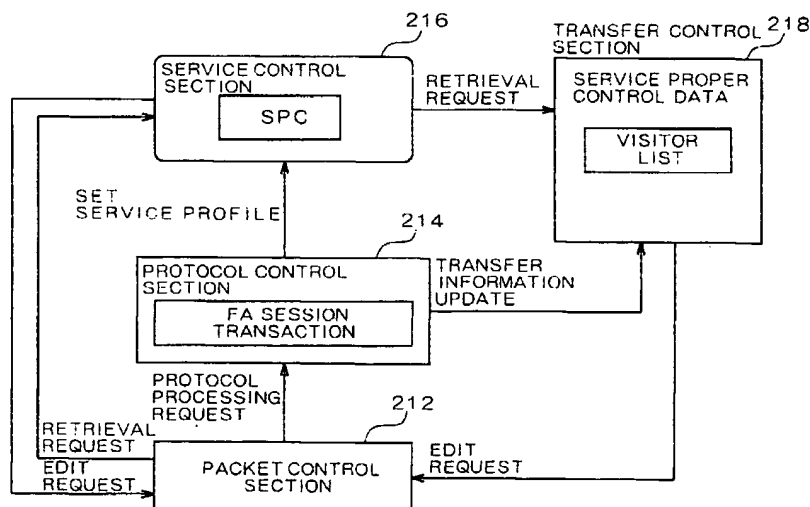 216
SERVICE CONTROL
SECTION
SPC
RETRIEVAL
REQUEST
TRANSFER CONTROL
SECTION
218
SERVICE PROPER
CONTROL DATA
VISITOR
LIST
SET
SERVICE PROFILE
214
PROTOCOL CONTROL
SECTION
FA SESSION
TRANSACTION
TRANSFER
INFORMATION
UPDATE
PROTOCOL
PROCESSING
REQUEST
212
RETRIEVAL
REQUEST
EDIT
REQUEST
PACKET CONTROL
SECTION
EDIT
REQUEST